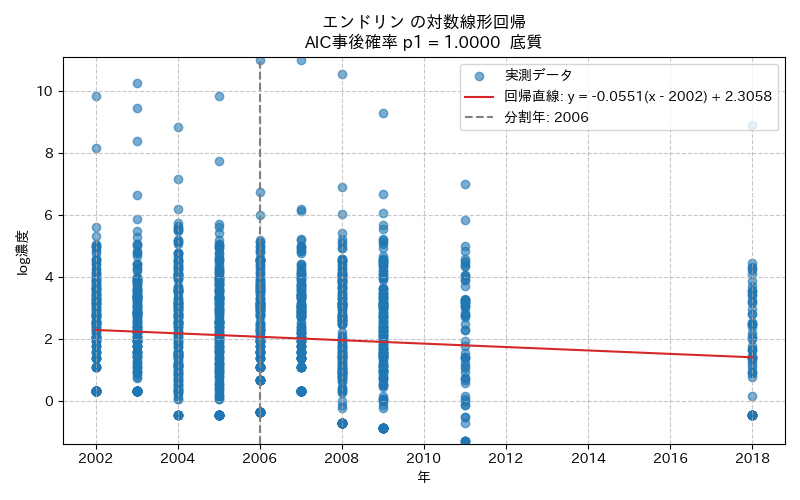 エンドリン の対数線形回帰
AIC事後確率 p1 = 1.0000 底質
実測データ
回帰直線: y = -0.0551(x - 2002) + 2.3058
分割年: 2006
log濃度
10
8
6
4
2
0
2002 2004 2006 2008 2010 2012 2014 2016 2018
年